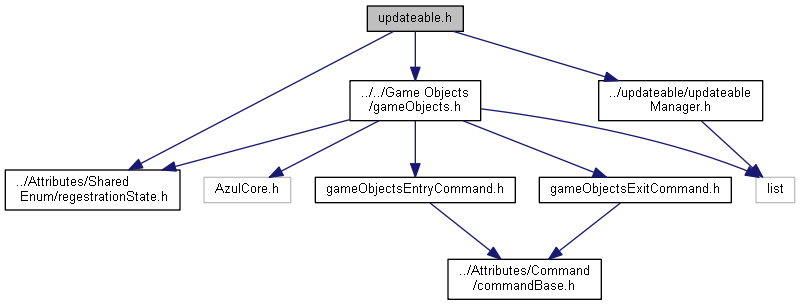 updateable.h
../../Game Objects
/gameObjects.h
../updateable/updateable
Manager.h
../Attributes/Shared
Enum/regestrationState.h
AzulCore.h
gameObjectsEntryCommand.h
gameObjectsExitCommand.h
list
../Attributes/Command
/commandBase.h